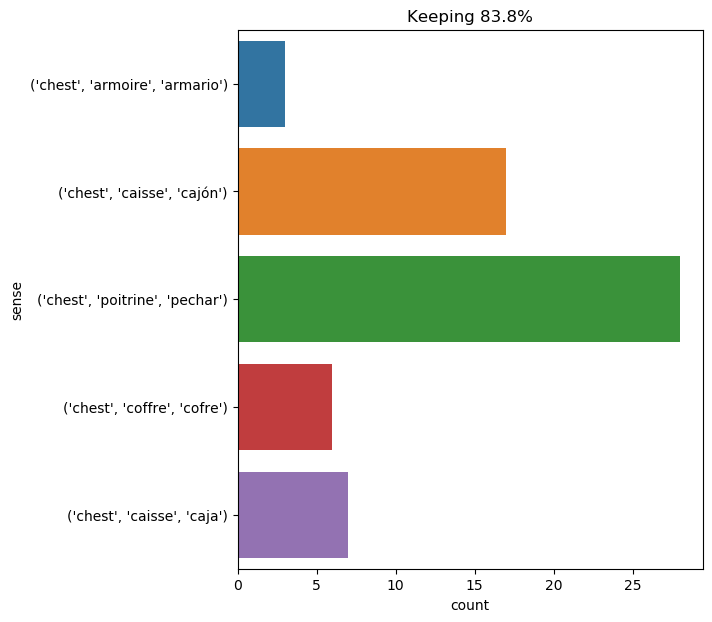 Keeping 83.8%
('chest', 'armoire', 'armario')
('chest', 'caisse', 'cajón')
('chest', 'poitrine', 'pechar')
('chest', 'coffre', 'cofre')
('chest', 'caisse', 'caja')
sense
0 5 10 15 20 25
count